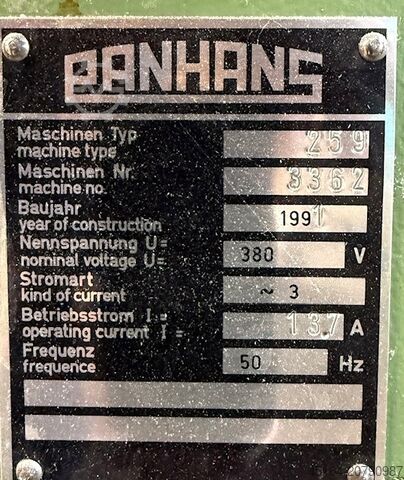 PANHANS
Maschinen Typ 259
machine type
Maschinen Nr. 3362
machine no.
Baujahr 1991
year of construction
Nennspannung U= 380 V
nominal voltage U=
Stromart ~ 3
kind of current
Betriebsstrom I= 137 A
operating current I=
Frequenz 50 Hz
frequence